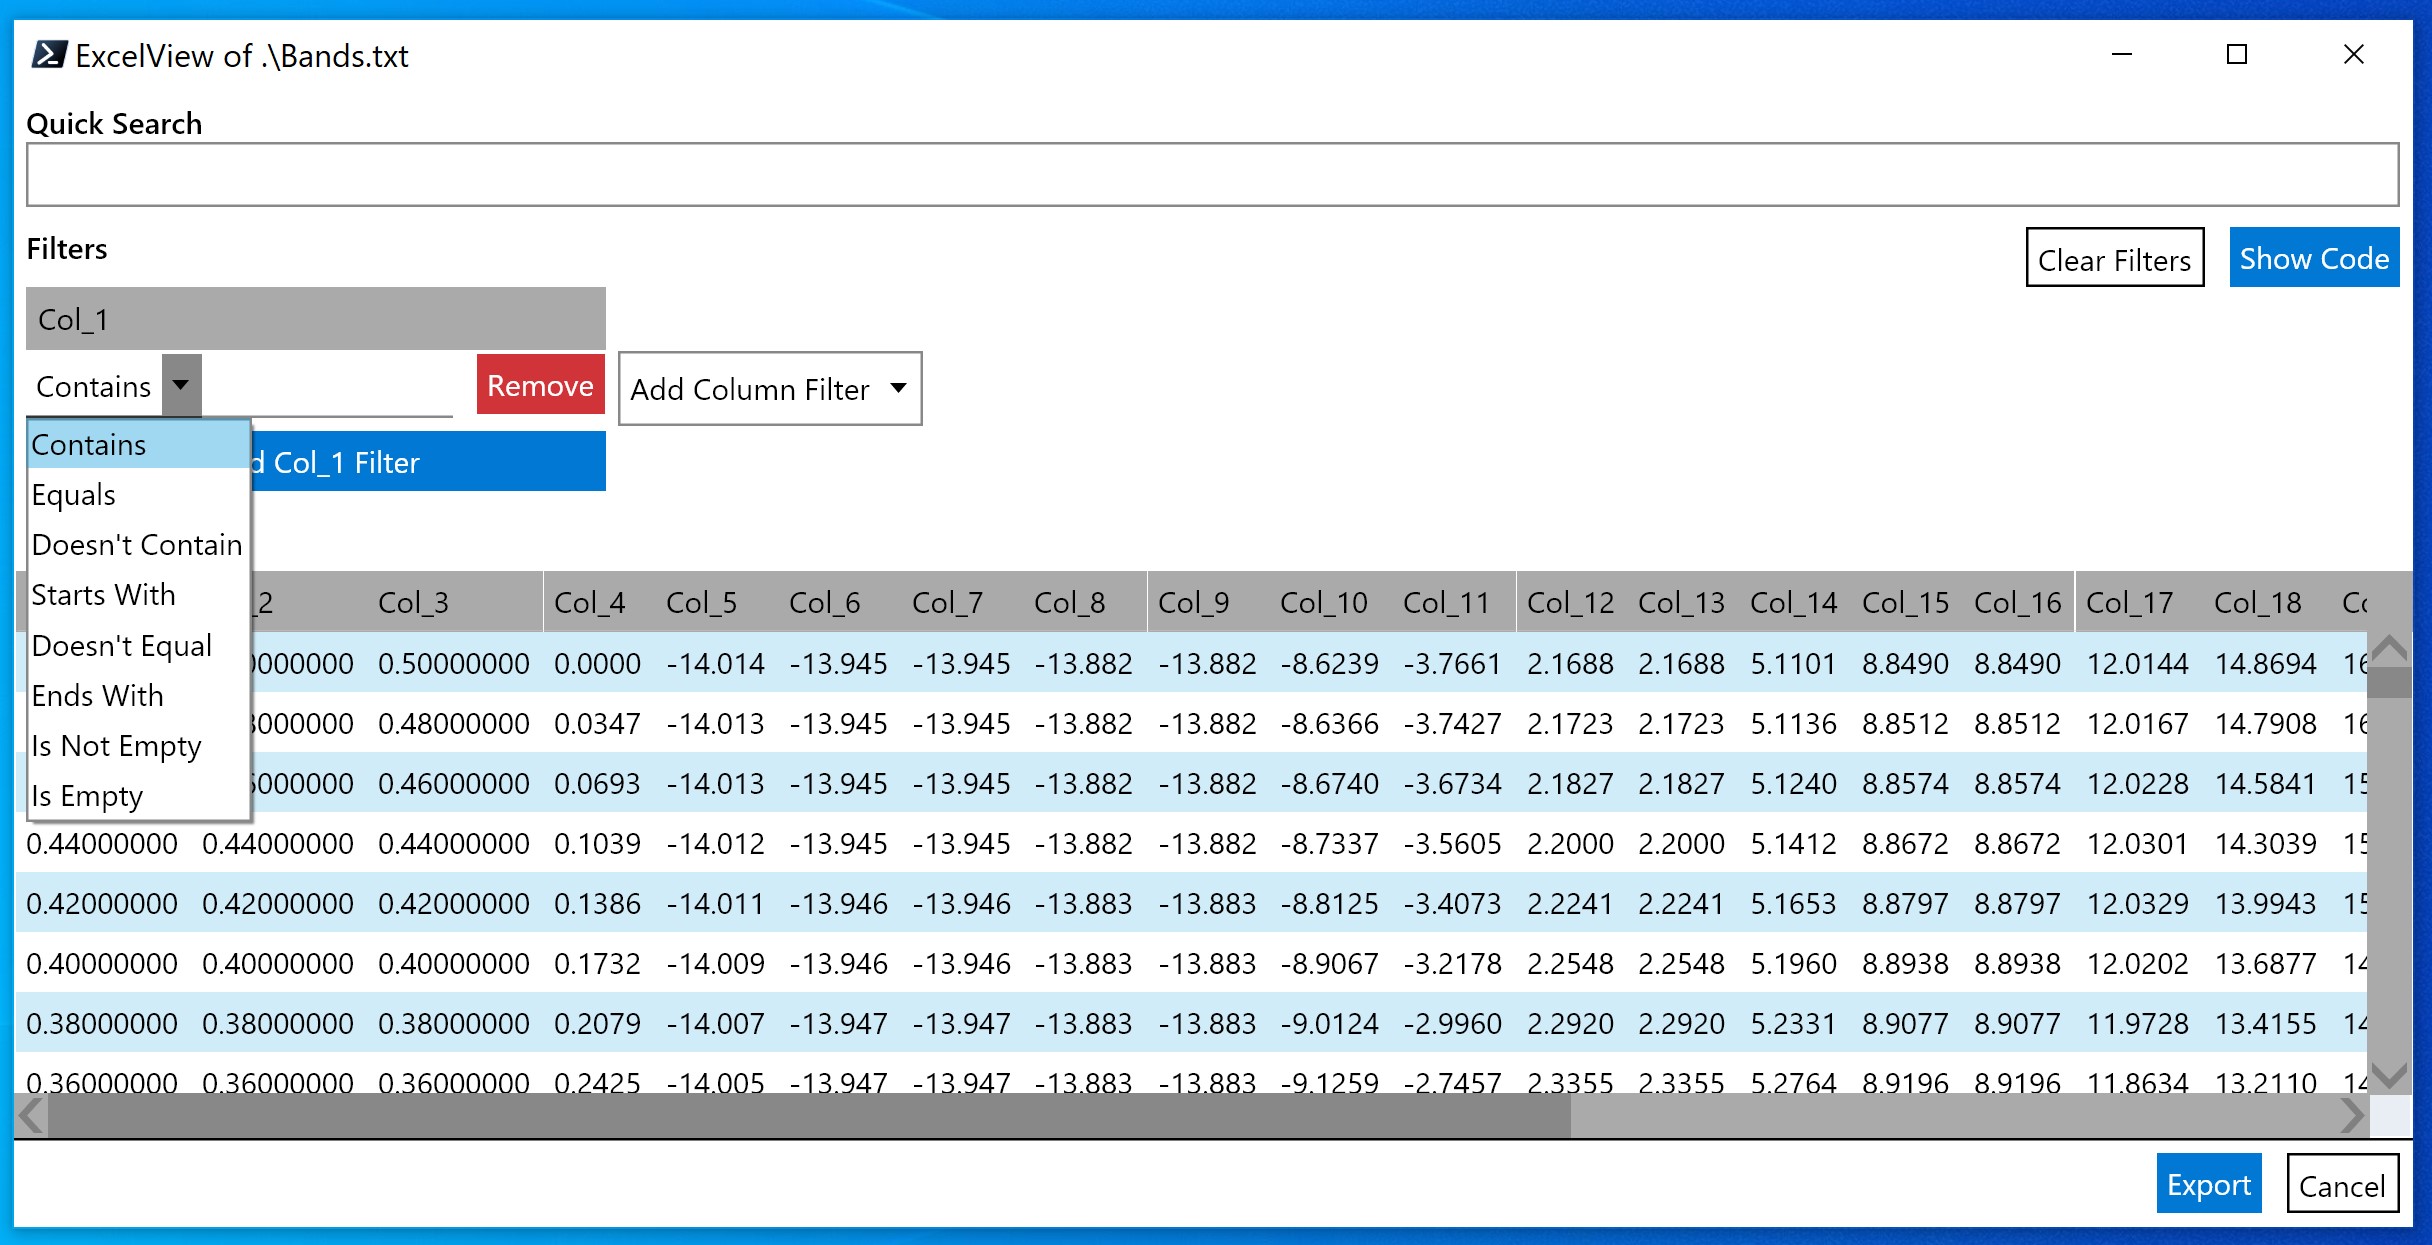 ExcelView of .\Bands.txt
Quick Search
Filters
Clear Filters
Show Code
Col_1
Contains
Remove
Add Column Filter
Contains
Equals
Doesn't Contain
Starts With
Doesn't Equal
Ends With
Is Not Empty
Is Empty
Col_1 Filter
Col_3 Col_4 Col_5 Col_6 Col_7 Col_8 Col_9 Col_10 Col_11 Col_12 Col_13 Col_14 Col_15 Col_16 Col_17 Col_18
0.50000000 0.0000 -14.014 -13.945 -13.945 -13.882 -13.882 -8.6239 -3.7661 2.1688 2.1688 5.1101 8.8490 8.8490 12.0144 14.8694
0.48000000 0.0347 -14.013 -13.945 -13.945 -13.882 -13.882 -8.6366 -3.7427 2.1723 2.1723 5.1136 8.8512 8.8512 12.0167 14.7908
0.46000000 0.0693 -14.013 -13.945 -13.945 -13.882 -13.882 -8.6740 -3.6734 2.1827 2.1827 5.1240 8.8574 8.8574 12.0228 14.5841
0.44000000 0.44000000 0.44000000 0.1039 -14.012 -13.945 -13.945 -13.882 -13.882 -8.7337 -3.5605 2.2000 2.2000 5.1412 8.8672 8.8672 12.0301 14.3039
0.42000000 0.42000000 0.42000000 0.1386 -14.011 -13.946 -13.946 -13.883 -13.883 -8.8125 -3.4073 2.2241 2.2241 5.1653 8.8797 8.8797 12.0329 13.9943
0.40000000 0.40000000 0.40000000 0.1732 -14.009 -13.946 -13.946 -13.883 -13.883 -8.9067 -3.2178 2.2548 2.2548 5.1960 8.8938 8.8938 12.0202 13.6877
0.38000000 0.38000000 0.38000000 0.2079 -14.007 -13.947 -13.947 -13.883 -13.883 -9.0124 -2.9960 2.2920 2.2920 5.2331 8.9077 8.9077 11.9728 13.4155
0.36000000 0.36000000 0.36000000 0.2425 -14.005 -13.947 -13.947 -13.883 -13.883 -9.1259 -2.7457 2.3355 2.3355 5.2764 8.9196 8.9196 11.8634 13.2110
Export
Cancel